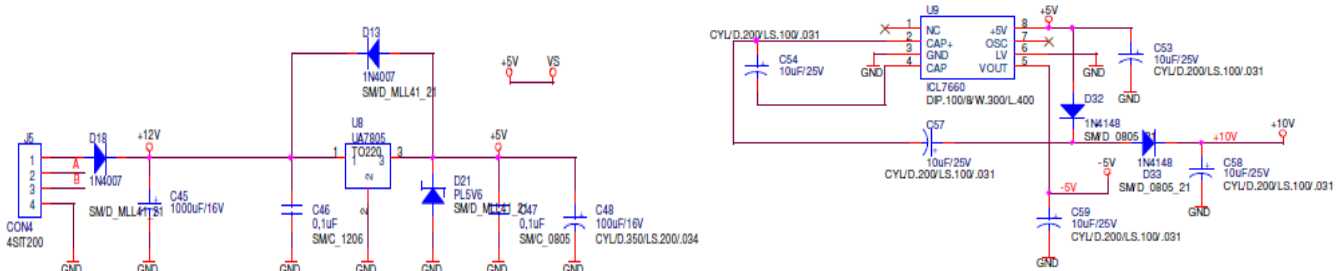 D13
1N4007
SM/D_MLL41_21
+5V
VS
J5
1
2
3
4
CON4
4SIT200
A
B
D18
1N4007
SM/D_MLL41_21
+12V
C45
1000uF/16V
GND
GND
U8
UA7805
TO220
1
1
3
3
2
2
GND
C46
0,1uF
SM/C_1206
GND
D21
PL5V6
SM/D_MLL41_21
GND
+5V
C47
0,1uF
SM/C_0805
GND
C48
100uF/16V
CYL/D.350/LS.200/.034
GND
U9
1
2
3
4
NC
CAP+
GND
CAP
+5V
OSC
LV
VOUT
8
7
6
5
ICL7660
DIP.100/8/W.300/L.400
CYL/D.200/LS.100/.031
C54
10uF/25V
GND
+5V
GND
C53
10uF/25V
CYL/D.200/LS.100/.031
GND
D32
1N4148
SM/D_0805_21
C57
10uF/25V
CYL/D.200/LS.100/.031
1N4148
D33
SM/D_0805_21
+10V
+10V
C58
10uF/25V
CYL/D.200/LS.100/.031
GND
-5V
-5V
C59
10uF/25V
CYL/D.200/LS.100/.031
GND